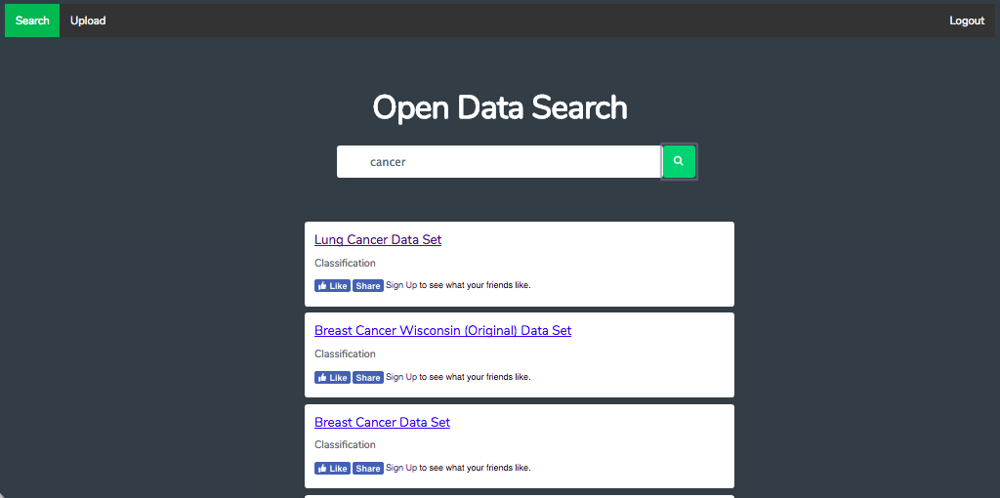 Search Upload Logout
Open Data Search
cancer
Lung Cancer Data Set
Classification
Like Share Sign Up to see what your friends like.
Breast Cancer Wisconsin (Original) Data Set
Classification
Like Share Sign Up to see what your friends like.
Breast Cancer Data Set
Classification
Like Share Sign Up to see what your friends like.